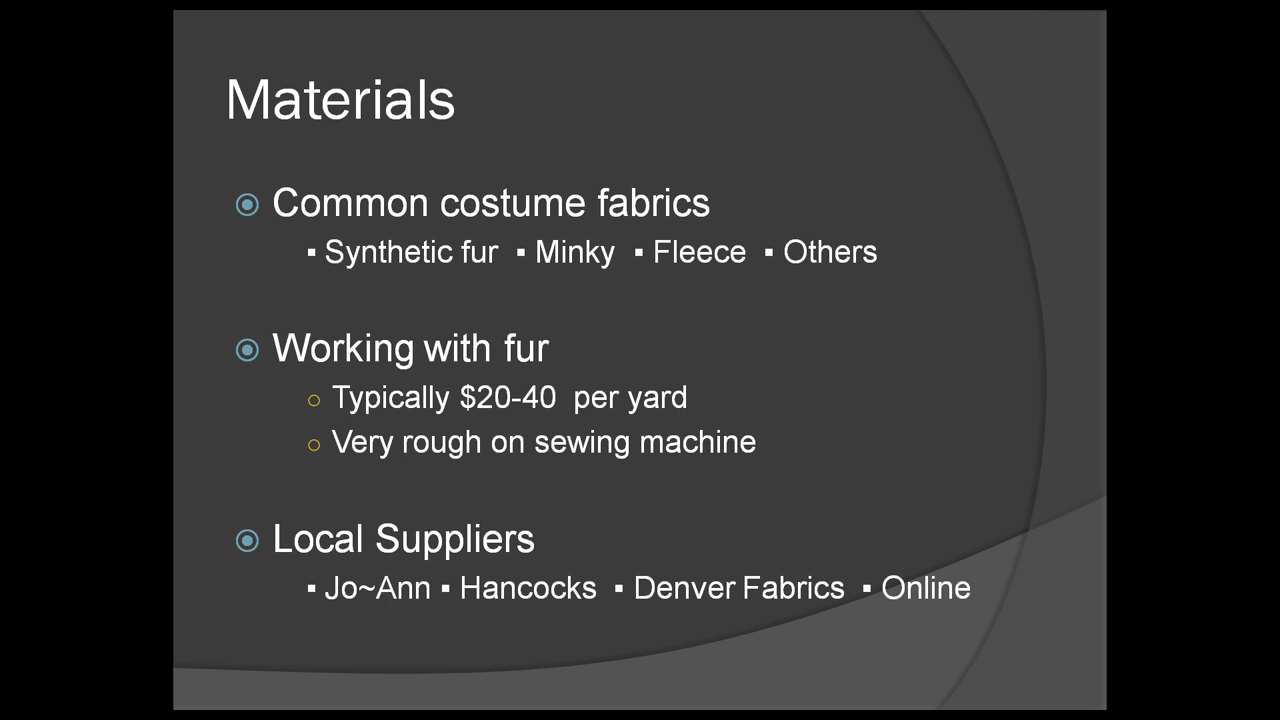 Materials
Common costume fabrics
▪ Synthetic fur ▪ Minky ▪ Fleece ▪ Others
Working with fur
○ Typically $20-40 per yard
○ Very rough on sewing machine
Local Suppliers
▪ Jo~Ann ▪ Hancocks ▪ Denver Fabrics ▪ Online